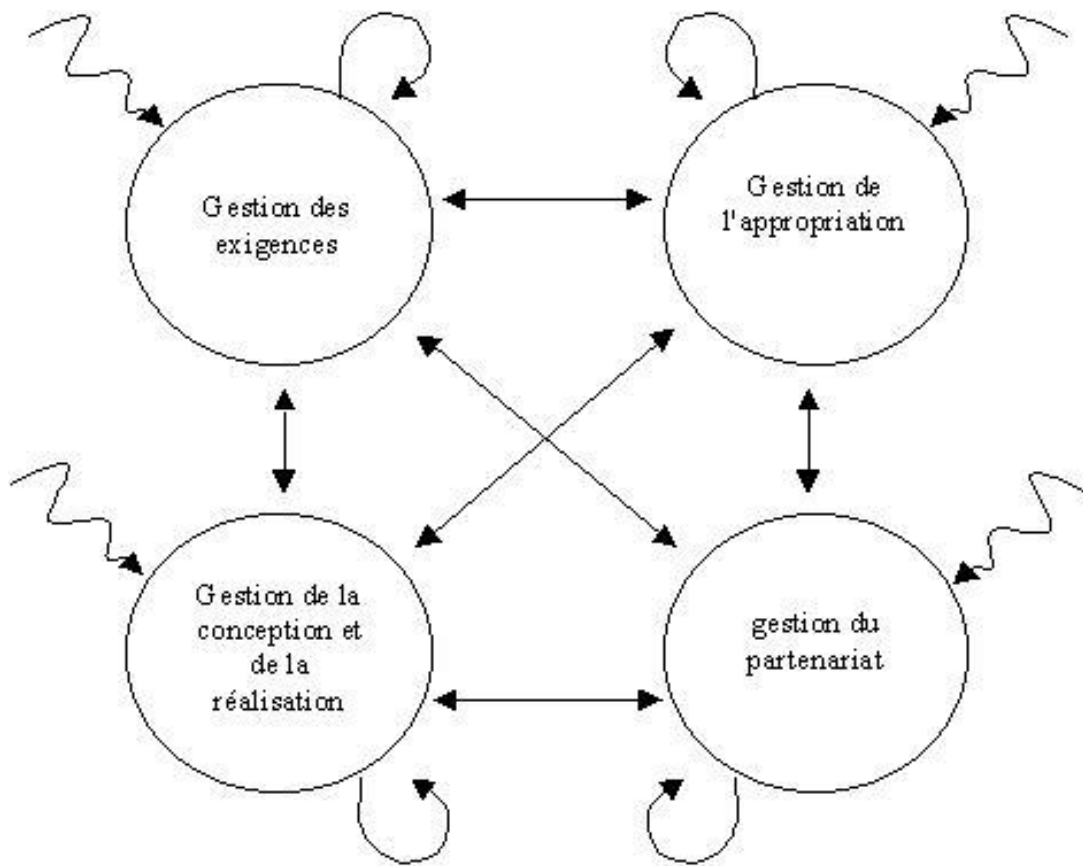 Gestion des
exigences
Gestion de
l'appropriation
Gestion de la
conception et
de la
réalisation
gestion du
partenariat